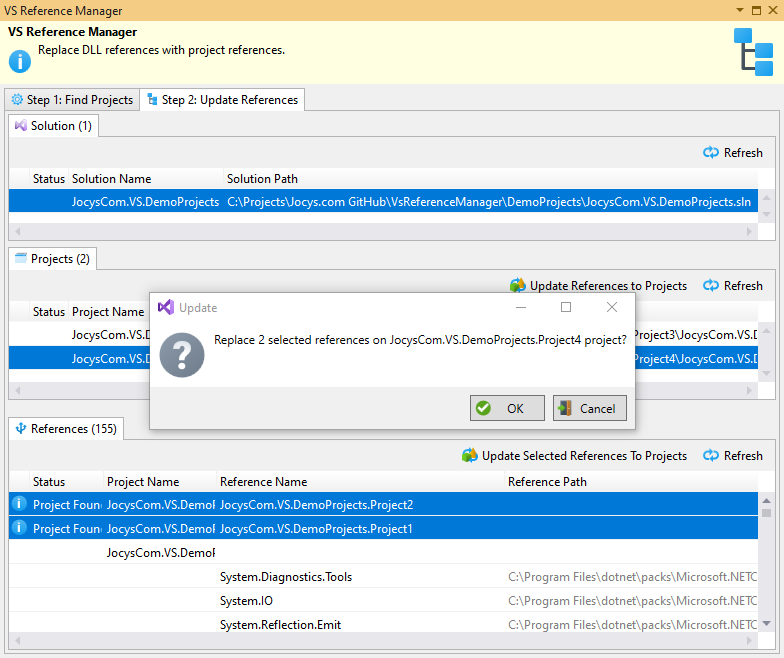 VS Reference Manager
VS Reference Manager
Replace DLL references with project references.
Step 1: Find Projects
Step 2: Update References
Solution (1)
Refresh
Status Solution Name Solution Path
JocysCom.VS.DemoProjects C:\Projects\Jocys.com GitHub\VsReferenceManager\DemoProjects\JocysCom.VS.DemoProjects.sln
Projects (2)
Update References to Projects Refresh
Status Project Name
JocysCom.VS.D Project3\JocysCom.VS.D
JocysCom.VS.D Project4\JocysCom.VS.D
Update
Replace 2 selected references on JocysCom.VS.DemoProjects.Project4 project?
OK Cancel
References (155)
Update Selected References To Projects Refresh
Status Project Name Reference Name Reference Path
Project Foun JocysCom.VS.Demo JocysCom.VS.DemoProjects.Project2
Project Foun JocysCom.VS.Demo JocysCom.VS.DemoProjects.Project1
JocysCom.VS.Demo
System.Diagnostics.Tools C:\Program Files\dotnet\packs\Microsoft.NETC
System.IO C:\Program Files\dotnet\packs\Microsoft.NETC
System.Reflection.Emit C:\Program Files\dotnet\packs\Microsoft.NETC